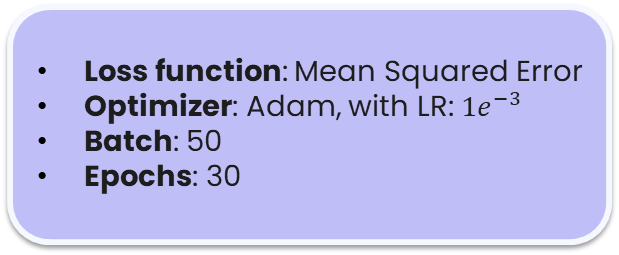 • Loss function: Mean Squared Error
• Optimizer: Adam, with LR: 1e⁻³
• Batch: 50
• Epochs: 30